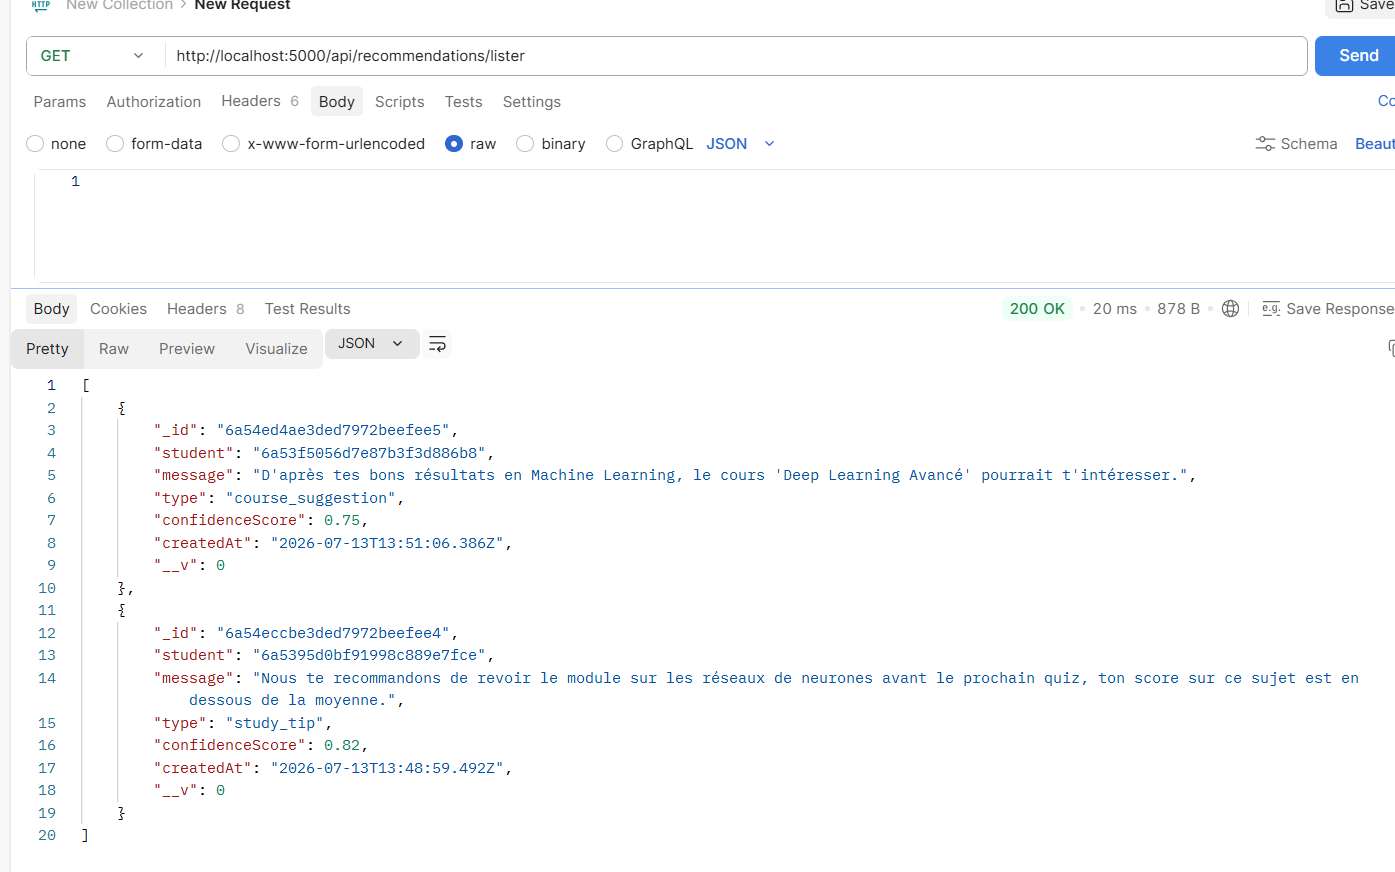 HTTP New Collection > New Request Save
GET http://localhost:5000/api/recommendations/lister Send
Params Authorization Headers 6 Body Scripts Tests Settings Co
none form-data x-www-form-urlencoded raw binary GraphQL JSON Schema Beaut
1
Body Cookies Headers 8 Test Results 200 OK • 20 ms • 878 B • e.g. Save Response
Pretty Raw Preview Visualize JSON
1 [
2 {
3 "_id": "6a54ed4ae3ded7972beefee5",
4 "student": "6a53f5056d7e87b3f3d886b8",
5 "message": "D'après tes bons résultats en Machine Learning, le cours 'Deep Learning Avancé' pourrait t'intéresser.",
6 "type": "course_suggestion",
7 "confidenceScore": 0.75,
8 "createdAt": "2026-07-13T13:51:06.386Z",
9 "__v": 0
10 },
11 {
12 "_id": "6a54eccbe3ded7972beefee4",
13 "student": "6a5395d0bf91998c889e7fce",
14 "message": "Nous te recommandons de revoir le module sur les réseaux de neurones avant le prochain quiz, ton score sur ce sujet est en
dessous de la moyenne.",
15 "type": "study_tip",
16 "confidenceScore": 0.82,
17 "createdAt": "2026-07-13T13:48:59.492Z",
18 "__v": 0
19 }
20 ]